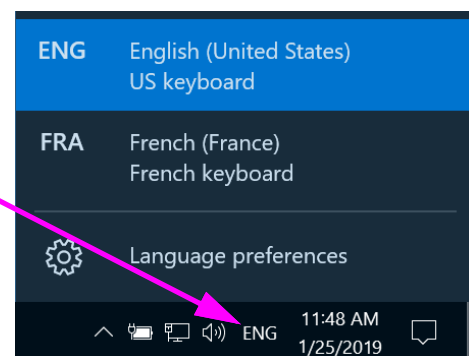 ENG English (United States)
US keyboard
FRA French (France)
French keyboard
Language preferences
ENG 11:48 AM
1/25/2019